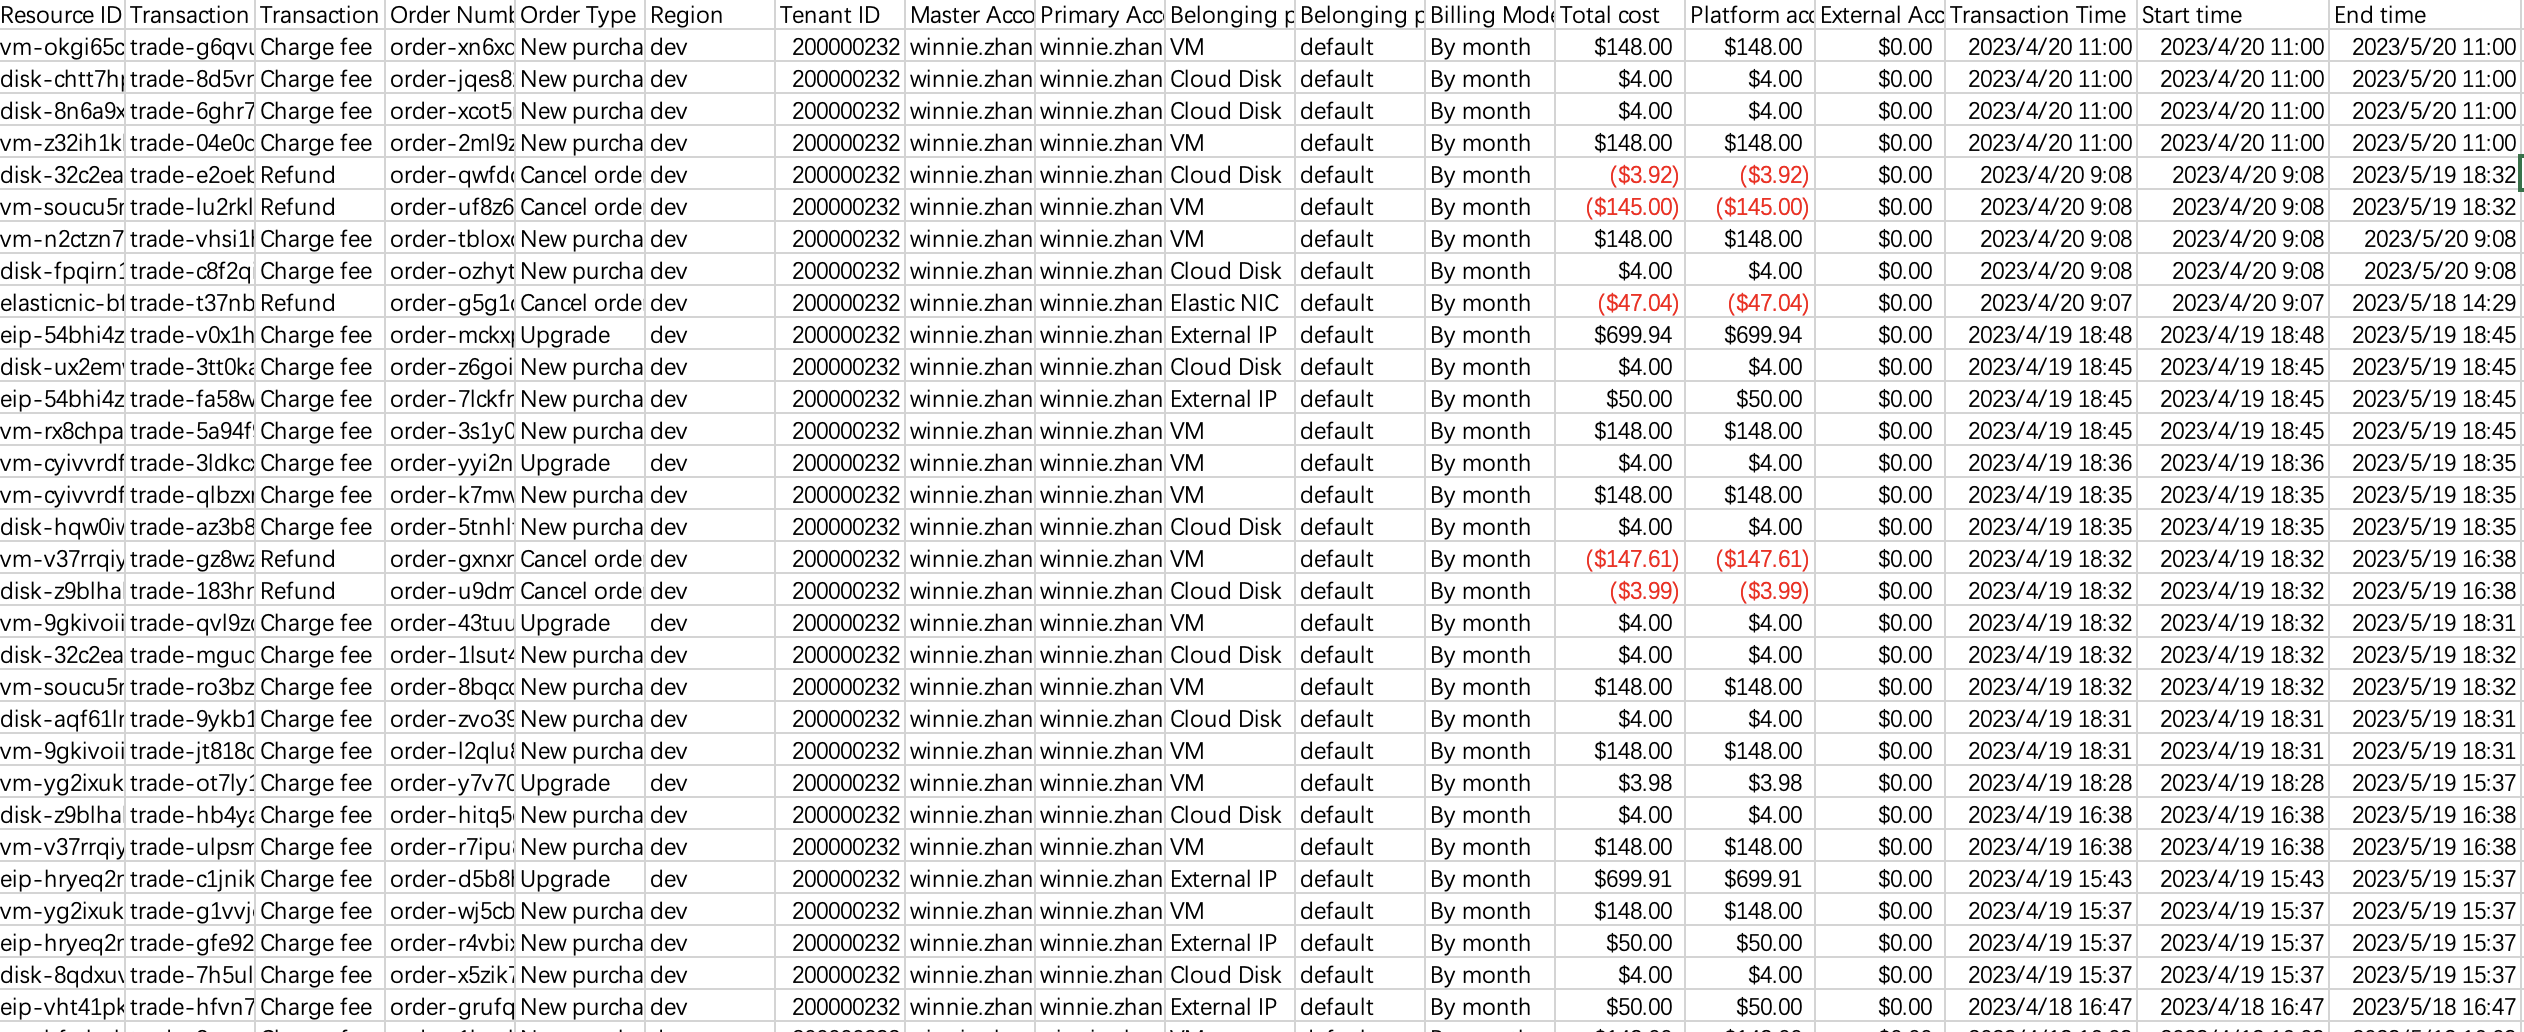 Resource ID Transaction Transaction Order Numb Order Type Region Tenant ID Master Acco Primary Acc Belonging p Belonging p Billing Mode Total cost Platform acc External Acc Transaction Time Start time End time
vm-okgi65c trade-g6qvu Charge fee order-xn6xc New purcha dev 200000232 winnie.zhan winnie.zhan VM default By month $148.00 $148.00 $0.00 2023/4/20 11:00 2023/4/20 11:00 2023/5/20 11:00
disk-chtt7h trade-8d5vr Charge fee order-jqes8 New purcha dev 200000232 winnie.zhan winnie.zhan Cloud Disk default By month $4.00 $4.00 $0.00 2023/4/20 11:00 2023/4/20 11:00 2023/5/20 11:00
disk-8n6a9x trade-6ghr7 Charge fee order-xcot5 New purcha dev 200000232 winnie.zhan winnie.zhan Cloud Disk default By month $4.00 $4.00 $0.00 2023/4/20 11:00 2023/4/20 11:00 2023/5/20 11:00
vm-z32ih1k trade-04e0c Charge fee order-2ml9z New purcha dev 200000232 winnie.zhan winnie.zhan VM default By month $148.00 $148.00 $0.00 2023/4/20 11:00 2023/4/20 11:00 2023/5/20 11:00
disk-32c2ea trade-e2oeb Refund order-qwfdc Cancel orde dev 200000232 winnie.zhan winnie.zhan Cloud Disk default By month ($3.92) ($3.92) $0.00 2023/4/20 9:08 2023/4/20 9:08 2023/5/19 18:32
vm-soucu5r trade-lu2rkl Refund order-uf8z6 Cancel orde dev 200000232 winnie.zhan winnie.zhan VM default By month ($145.00) ($145.00) $0.00 2023/4/20 9:08 2023/4/20 9:08 2023/5/19 18:32
vm-n2ctzn7 trade-vhsi1h Charge fee order-tblox New purcha dev 200000232 winnie.zhan winnie.zhan VM default By month $148.00 $148.00 $0.00 2023/4/20 9:08 2023/4/20 9:08 2023/5/20 9:08
disk-fpqirn1 trade-c8f2q Charge fee order-ozhyt New purcha dev 200000232 winnie.zhan winnie.zhan Cloud Disk default By month $4.00 $4.00 $0.00 2023/4/20 9:08 2023/4/20 9:08 2023/5/20 9:08
elasticnic-bf trade-t37nb Refund order-g5g1 Cancel orde dev 200000232 winnie.zhan winnie.zhan Elastic NIC default By month ($47.04) ($47.04) $0.00 2023/4/20 9:07 2023/4/20 9:07 2023/5/18 14:29
eip-54bhi4z trade-v0x1h Charge fee order-mckxp Upgrade dev 200000232 winnie.zhan winnie.zhan External IP default By month $699.94 $699.94 $0.00 2023/4/19 18:48 2023/4/19 18:48 2023/5/19 18:45
disk-ux2em trade-3tt0ka Charge fee order-z6goi New purcha dev 200000232 winnie.zhan winnie.zhan Cloud Disk default By month $4.00 $4.00 $0.00 2023/4/19 18:45 2023/4/19 18:45 2023/5/19 18:45
eip-54bhi4z trade-fa58w Charge fee order-7lckfr New purcha dev 200000232 winnie.zhan winnie.zhan External IP default By month $50.00 $50.00 $0.00 2023/4/19 18:45 2023/4/19 18:45 2023/5/19 18:45
vm-rx8chpa trade-5a94f Charge fee order-3s1y0 New purcha dev 200000232 winnie.zhan winnie.zhan VM default By month $148.00 $148.00 $0.00 2023/4/19 18:45 2023/4/19 18:45 2023/5/19 18:45
vm-cyivvrdf trade-3ldkcx Charge fee order-yyi2n Upgrade dev 200000232 winnie.zhan winnie.zhan VM default By month $4.00 $4.00 $0.00 2023/4/19 18:36 2023/4/19 18:36 2023/5/19 18:35
vm-cyivvrdf trade-qlbzxr Charge fee order-k7mw New purcha dev 200000232 winnie.zhan winnie.zhan VM default By month $148.00 $148.00 $0.00 2023/4/19 18:35 2023/4/19 18:35 2023/5/19 18:35
disk-hqw0iv trade-az3b8 Charge fee order-5tnhl New purcha dev 200000232 winnie.zhan winnie.zhan Cloud Disk default By month $4.00 $4.00 $0.00 2023/4/19 18:35 2023/4/19 18:35 2023/5/19 18:35
vm-v37rrqiy trade-gz8wz Refund order-gxnxr Cancel orde dev 200000232 winnie.zhan winnie.zhan VM default By month ($147.61) ($147.61) $0.00 2023/4/19 18:32 2023/4/19 18:32 2023/5/19 16:38
disk-z9blha trade-183hr Refund order-u9dm Cancel orde dev 200000232 winnie.zhan winnie.zhan Cloud Disk default By month ($3.99) ($3.99) $0.00 2023/4/19 18:32 2023/4/19 18:32 2023/5/19 16:38
vm-9gkivoii trade-qvl9z Charge fee order-43tuu Upgrade dev 200000232 winnie.zhan winnie.zhan VM default By month $4.00 $4.00 $0.00 2023/4/19 18:32 2023/4/19 18:32 2023/5/19 18:31
disk-32c2ea trade-mguc Charge fee order-1lsut4 New purcha dev 200000232 winnie.zhan winnie.zhan Cloud Disk default By month $4.00 $4.00 $0.00 2023/4/19 18:32 2023/4/19 18:32 2023/5/19 18:32
vm-soucu5r trade-ro3bz Charge fee order-8bqcc New purcha dev 200000232 winnie.zhan winnie.zhan VM default By month $148.00 $148.00 $0.00 2023/4/19 18:32 2023/4/19 18:32 2023/5/19 18:32
disk-aqf61lr trade-9ykb1 Charge fee order-zvo39 New purcha dev 200000232 winnie.zhan winnie.zhan Cloud Disk default By month $4.00 $4.00 $0.00 2023/4/19 18:31 2023/4/19 18:31 2023/5/19 18:31
vm-9gkivoii trade-jt818c Charge fee order-l2qlu8 New purcha dev 200000232 winnie.zhan winnie.zhan VM default By month $148.00 $148.00 $0.00 2023/4/19 18:31 2023/4/19 18:31 2023/5/19 18:31
vm-yg2ixuk trade-ot7ly1 Charge fee order-y7v70 Upgrade dev 200000232 winnie.zhan winnie.zhan VM default By month $3.98 $3.98 $0.00 2023/4/19 18:28 2023/4/19 18:28 2023/5/19 15:37
disk-z9blha trade-hb4ya Charge fee order-hitq5 New purcha dev 200000232 winnie.zhan winnie.zhan Cloud Disk default By month $4.00 $4.00 $0.00 2023/4/19 16:38 2023/4/19 16:38 2023/5/19 16:38
vm-v37rrqiy trade-ulpsm Charge fee order-r7ipu New purcha dev 200000232 winnie.zhan winnie.zhan VM default By month $148.00 $148.00 $0.00 2023/4/19 16:38 2023/4/19 16:38 2023/5/19 16:38
eip-hryeq2r trade-c1jnik Charge fee order-d5b8h Upgrade dev 200000232 winnie.zhan winnie.zhan External IP default By month $699.91 $699.91 $0.00 2023/4/19 15:43 2023/4/19 15:43 2023/5/19 15:37
vm-yg2ixuk trade-g1vvj Charge fee order-wj5cb New purcha dev 200000232 winnie.zhan winnie.zhan VM default By month $148.00 $148.00 $0.00 2023/4/19 15:37 2023/4/19 15:37 2023/5/19 15:37
eip-hryeq2r trade-gfe92 Charge fee order-r4vbix New purcha dev 200000232 winnie.zhan winnie.zhan External IP default By month $50.00 $50.00 $0.00 2023/4/19 15:37 2023/4/19 15:37 2023/5/19 15:37
disk-8qdxuv trade-7h5ul Charge fee order-x5zik7 New purcha dev 200000232 winnie.zhan winnie.zhan Cloud Disk default By month $4.00 $4.00 $0.00 2023/4/19 15:37 2023/4/19 15:37 2023/5/19 15:37
eip-vht41pk trade-hfvn7 Charge fee order-grufq New purcha dev 200000232 winnie.zhan winnie.zhan External IP default By month $50.00 $50.00 $0.00 2023/4/18 16:47 2023/4/18 16:47 2023/5/18 16:47